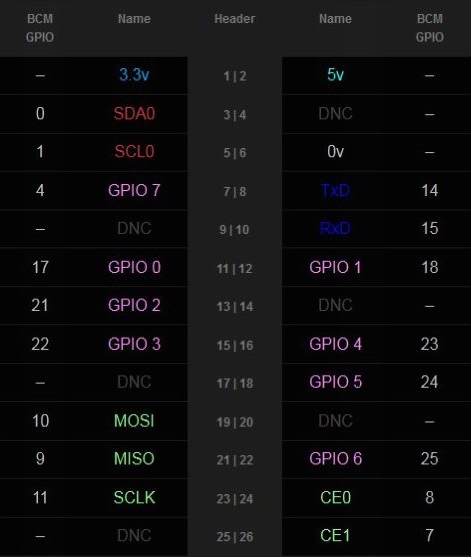 BCM GPIO Name Header Name BCM GPIO
– 3.3v 1|2 5v –
0 SDA0 3|4 DNC –
1 SCL0 5|6 0v –
4 GPIO 7 7|8 TxD 14
– DNC 9|10 RxD 15
17 GPIO 0 11|12 GPIO 1 18
21 GPIO 2 13|14 DNC –
22 GPIO 3 15|16 GPIO 4 23
– DNC 17|18 GPIO 5 24
10 MOSI 19|20 DNC –
9 MISO 21|22 GPIO 6 25
11 SCLK 23|24 CE0 8
– DNC 25|26 CE1 7